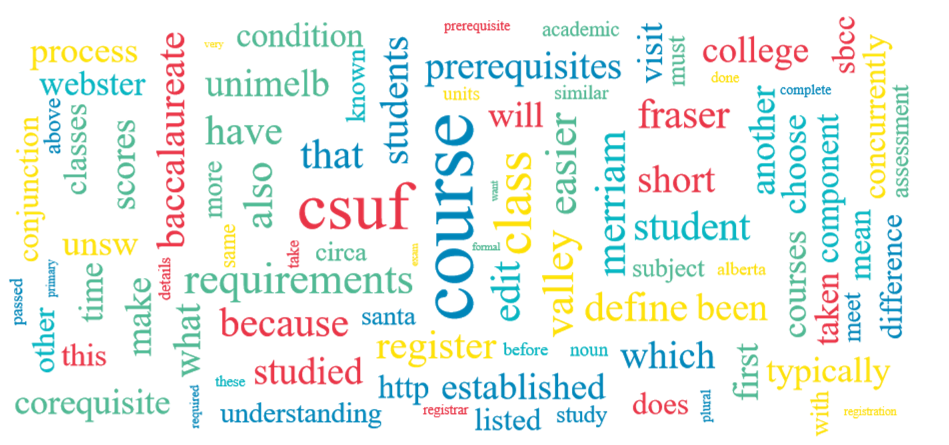 prerequisite
academic
process
very
condition
visit
must
college
sbcc
concurrently
webster
baccalaureate
unimelb
known
students
prerequisites
units
similar
done
complete
above
classes
scores
have
that
will
fraser
another
choose
component
assessment
conjunction
more
also
csuf
course
want
class
easier
merriam
short
student
unsw
same
take
circa
exam
formal
edit
valley
subject
alberta
courses
taken
mean
meet
difference
passed
primary
time
details
requirements
define
been
other
this
make
what
because
santa
register
before
noun
which
first
typically
these
studied
http
established
corequisite
required
understanding
registrar
listed
study
does
plural
with
registration